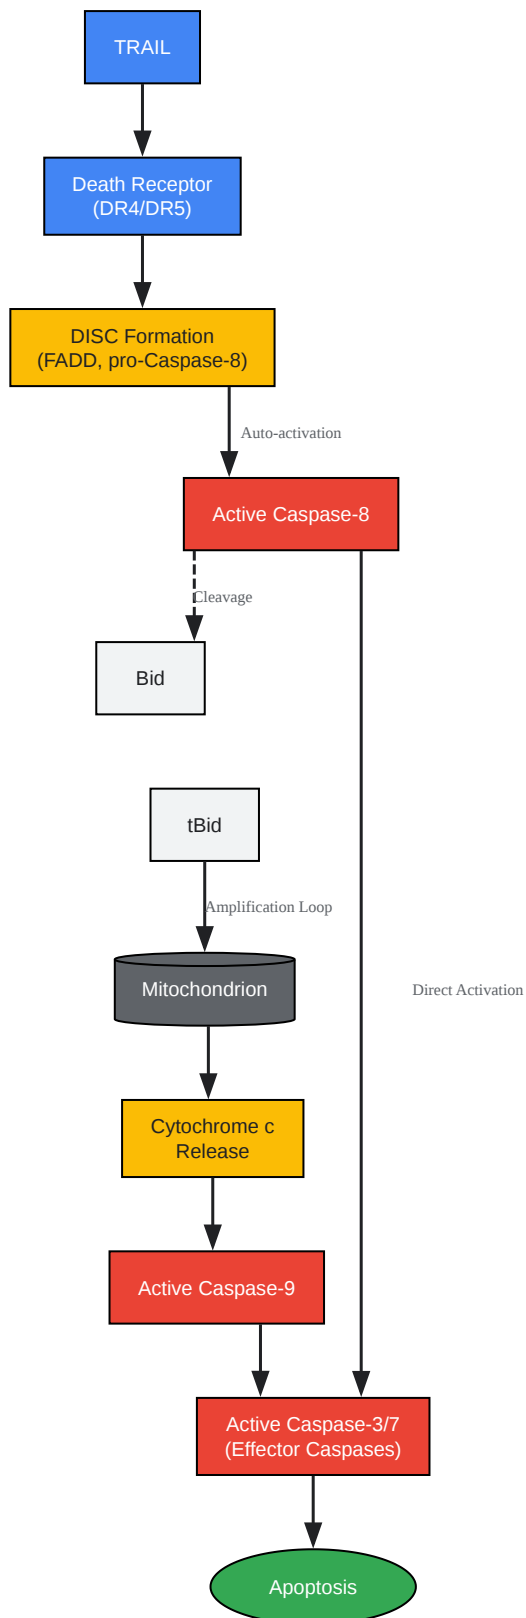 TRAIL
Death Receptor
(DR4/DR5)
DISC Formation
(FADD, pro-Caspase-8)
Auto-activation
Active Caspase-8
Cleavage
Bid
tBid
Amplification Loop
Mitochondrion
Direct Activation
Cytochrome c
Release
Active Caspase-9
Active Caspase-3/7
(Effector Caspases)
Apoptosis